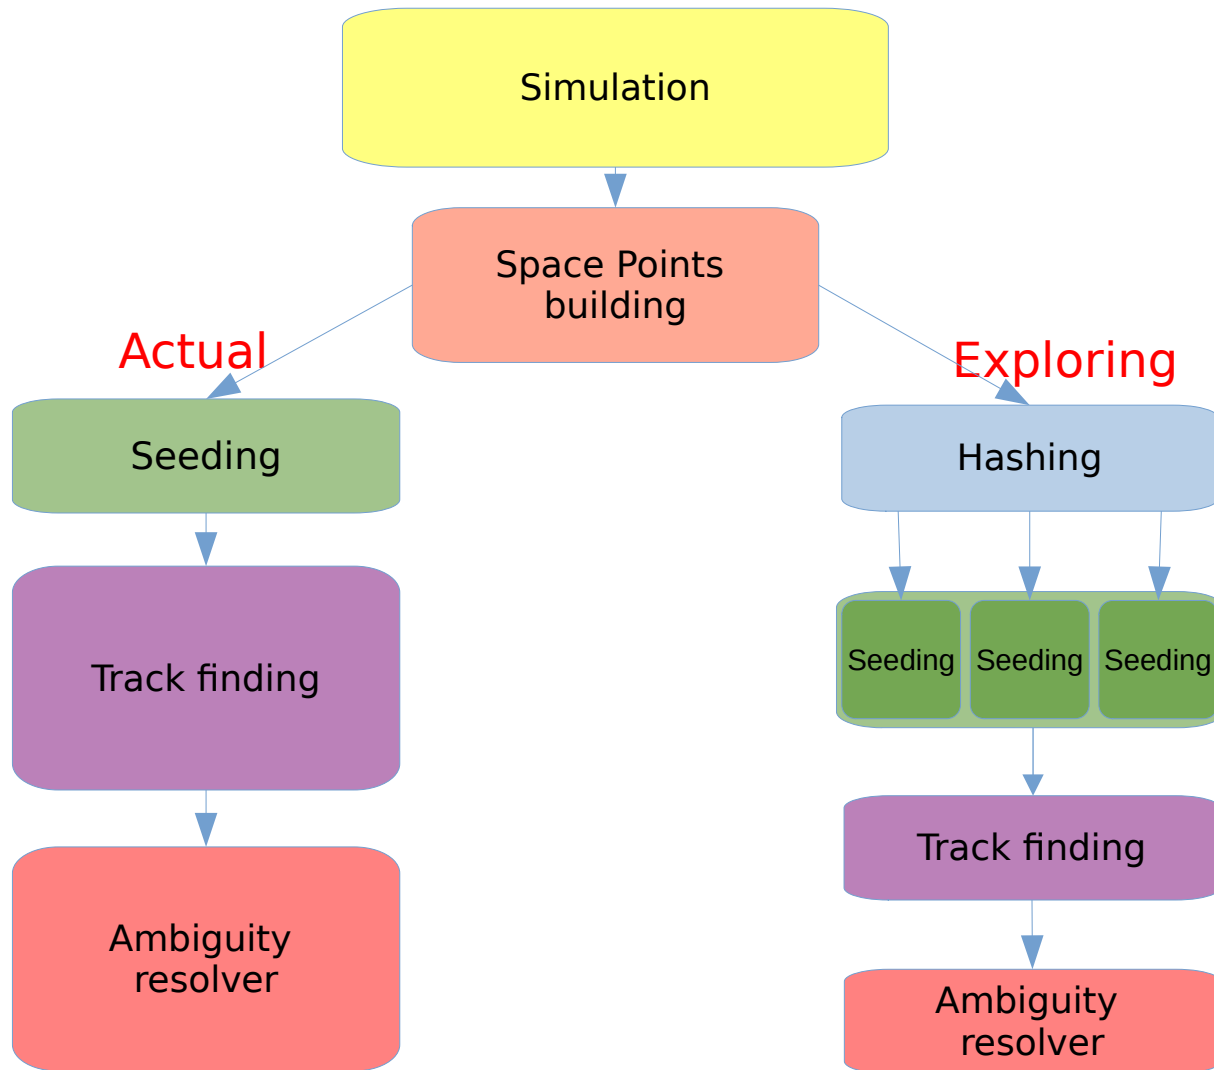 Simulation
Space Points
building
Actual
Exploring
Seeding
Hashing
Track finding
Seeding
Seeding
Seeding
Track finding
Ambiguity
resolver
Ambiguity
resolver